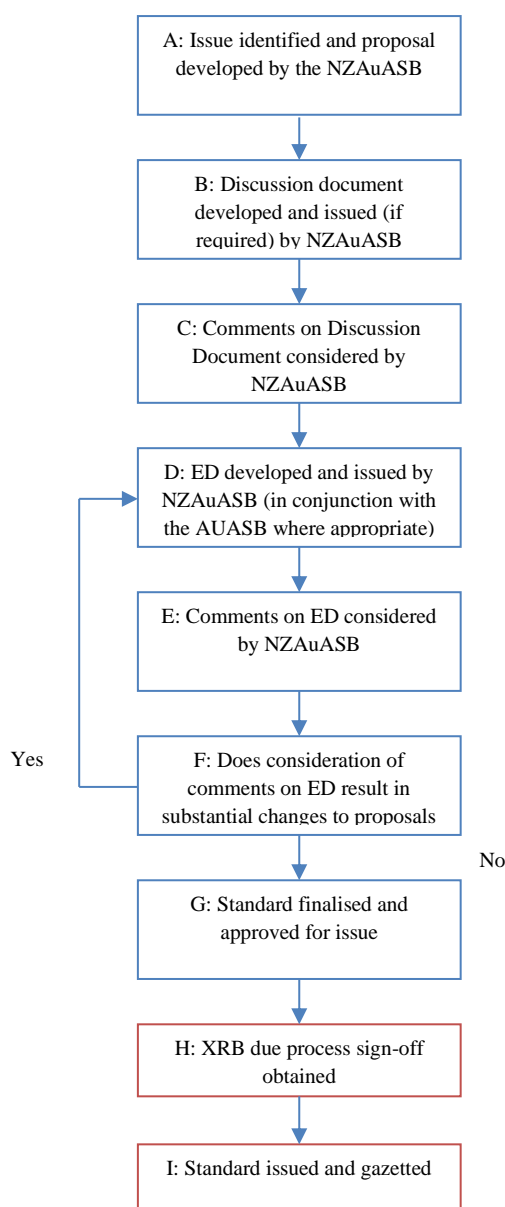 A: Issue identified and proposal
developed by the NZAuASB
B: Discussion document
developed and issued (if
required) by NZAuASB
C: Comments on Discussion
Document considered by
NZAuASB
D: ED developed and issued by
NZAuASB (in conjunction with
the AUASB where appropriate)
E: Comments on ED considered
by NZAuASB
Yes
F: Does consideration of
comments on ED result in
substantial changes to proposals
No
G: Standard finalised and
approved for issue
H: XRB due process sign-off
obtained
I: Standard issued and gazetted